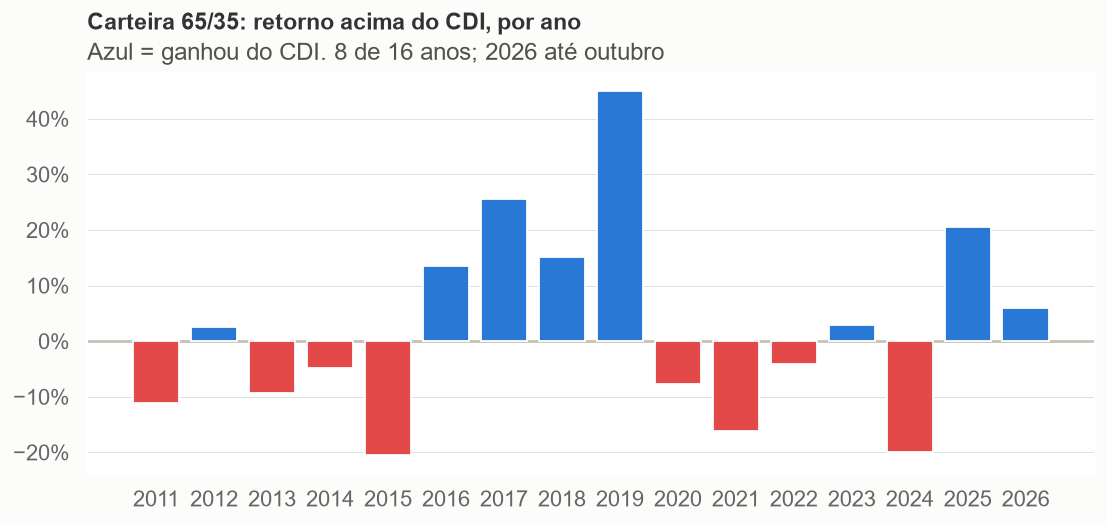 Carteira 65/35: retorno acima do CDI, por ano
Azul = ganhou do CDI. 8 de 16 anos; 2026 até outubro
40%
30%
20%
10%
0%
−10%
−20%
2011 2012 2013 2014 2015 2016 2017 2018 2019 2020 2021 2022 2023 2024 2025 2026